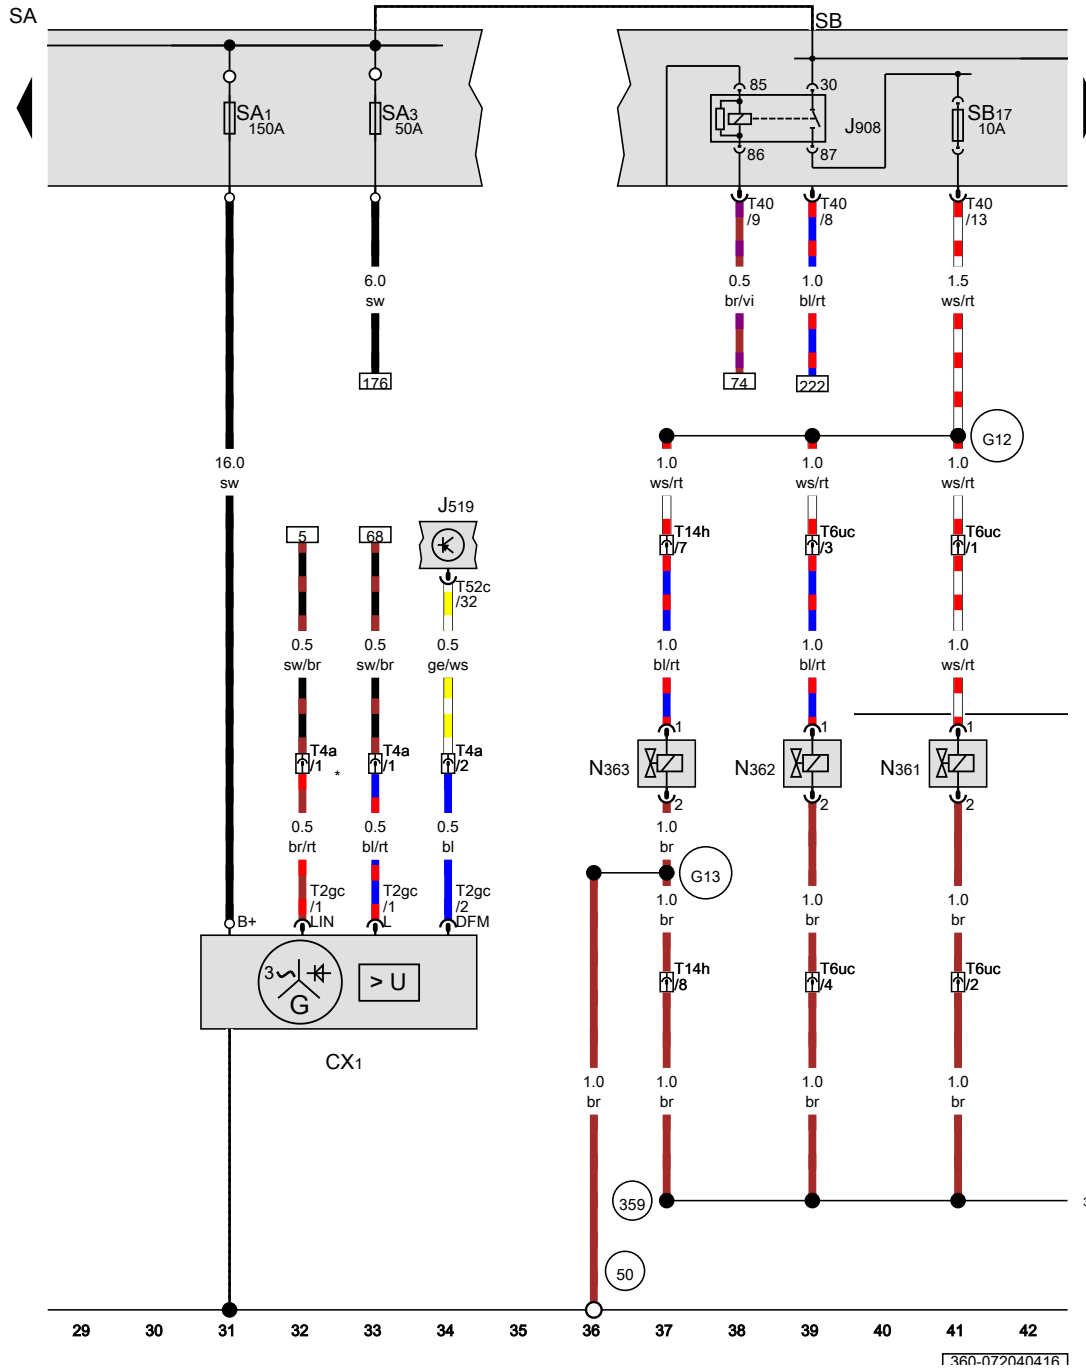 SA
SB
SA1
150A
SA3
50A
85
30
86
87
J908
SB17
10A
T40
/9
T40
/8
T40
/13
6.0
sw
0.5
br/vi
1.0
bl/rt
1.5
ws/rt
176
74
222
G12
16.0
sw
1.0
ws/rt
1.0
ws/rt
1.0
ws/rt
J519
5
68
T14h
/7
T6uc
/3
T6uc
/1
T52c
/32
0.5
sw/br
0.5
sw/br
0.5
ge/ws
1.0
bl/rt
1.0
bl/rt
1.0
ws/rt
1
1
1
T4a
/1
*
T4a
/1
T4a
/2
N363
N362
N361
2
2
2
0.5
br/rt
0.5
bl/rt
0.5
bl
1.0
br
G13
T2gc
/1
T2gc
/1
T2gc
/2
B+
LIN
L
DFM
1.0
br
1.0
br
1.0
br
3
G
> U
T14h
/8
T6uc
/4
T6uc
/2
CX1
1.0
br
1.0
br
1.0
br
1.0
br
359
3
50
29 30 31 32 33 34 35 36 37 38 39 40 41 42
360-072040416